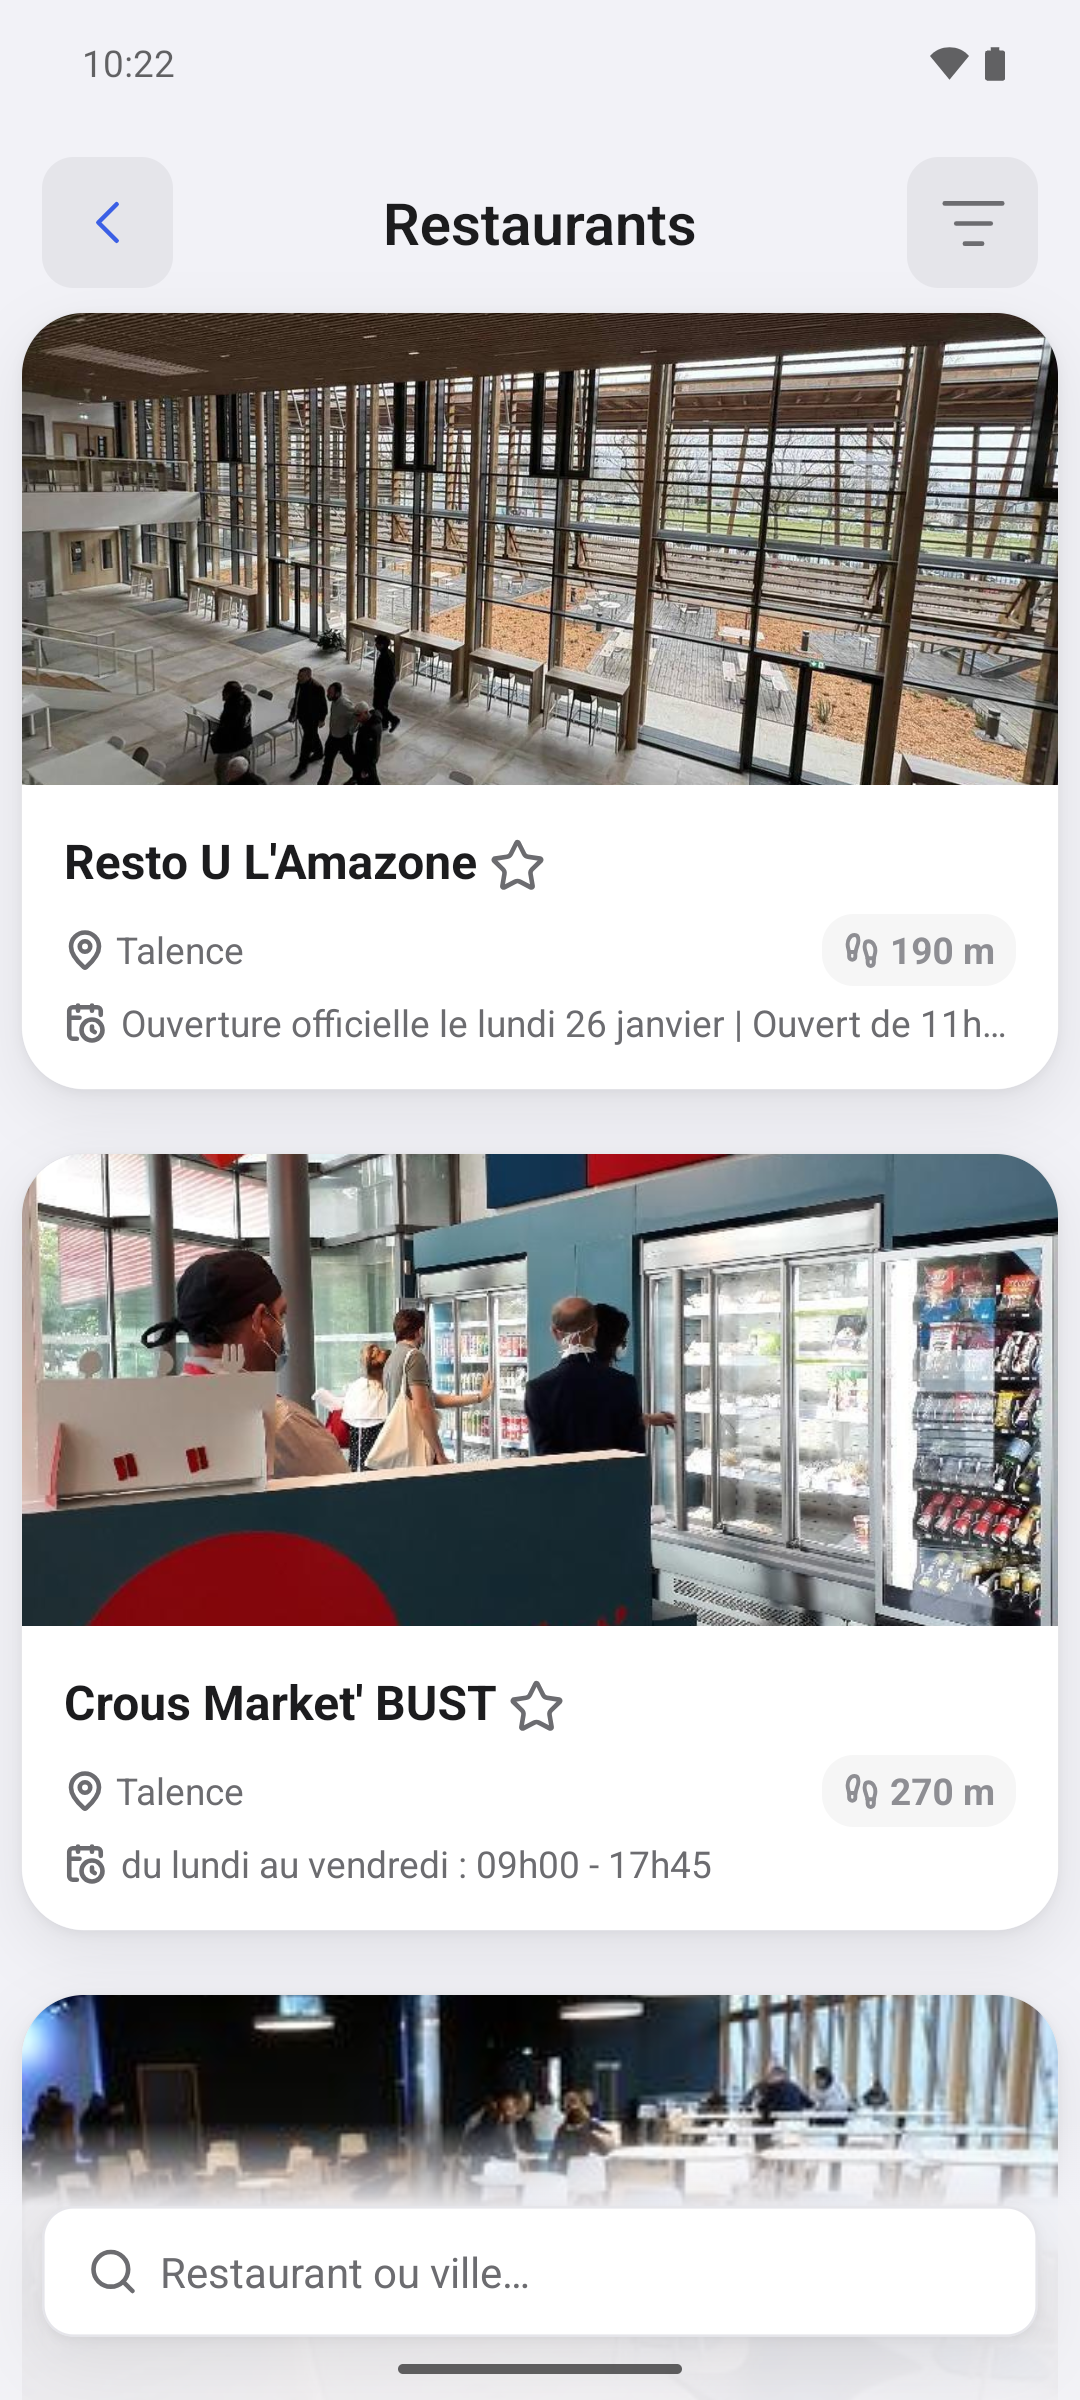 10:22
Restaurants
Resto U L'Amazone
Talence
190 m
Ouverture officielle le lundi 26 janvier | Ouvert de 11h...
Crous Market' BUST
Talence
270 m
du lundi au vendredi : 09h00 - 17h45
Restaurant ou ville...